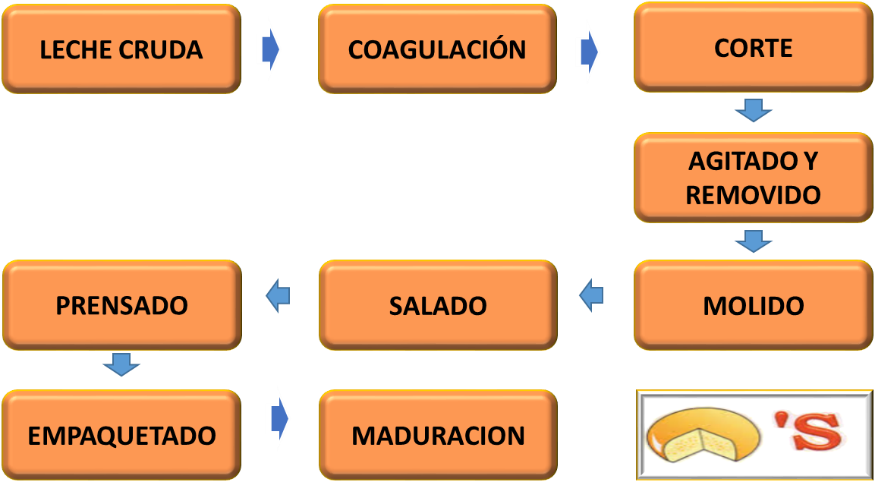 LECHE CRUDA
COAGULACIÓN
CORTE
AGITADO Y
REMOVIDO
MOLIDO
SALADO
PRENSADO
EMPAQUETADO
MADURACION
'S